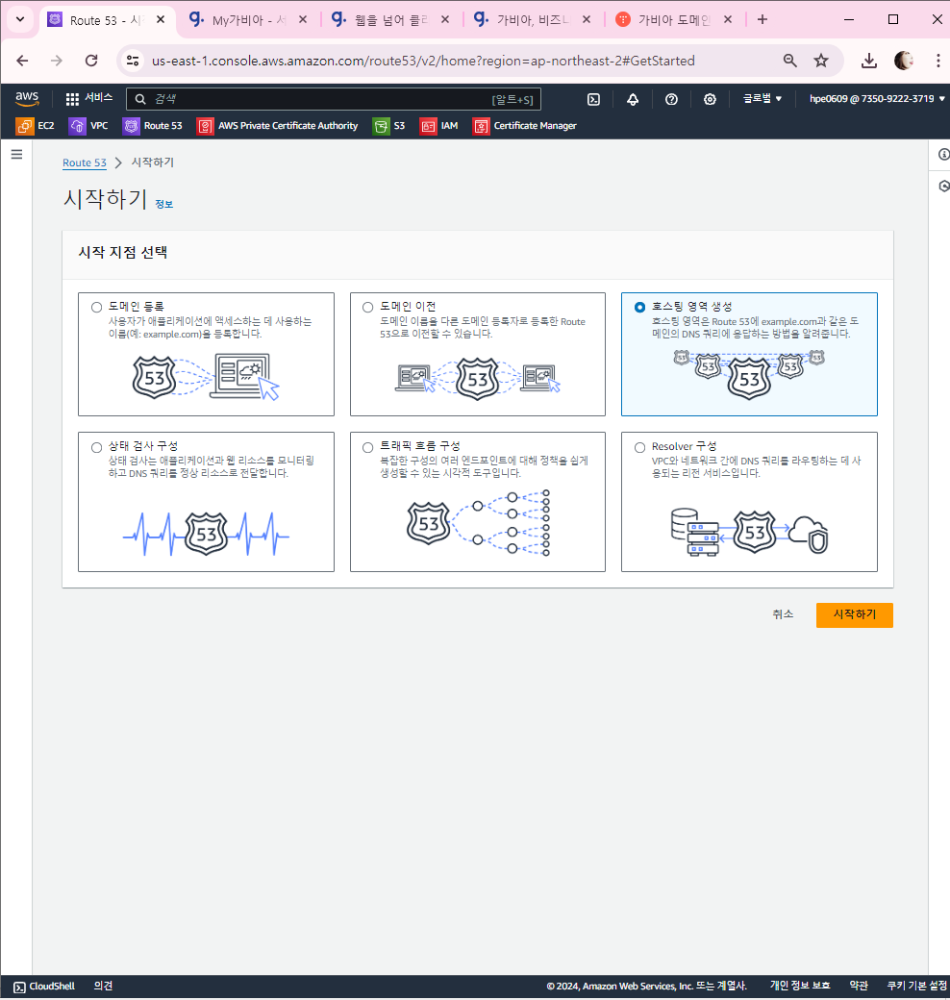 Route 53 - 시작
My가비아 - 서
웹을 넘어 클라
가비아, 비즈니
가비아 도메인
us-east-1.console.aws.amazon.com/route53/v2/home?region=ap-northeast-2#GetStarted
aws
서비스
검색
[알트+S]
글로벌
hpe0609 @ 7350-9222-3719
EC2
VPC
Route 53
AWS Private Certificate Authority
S3
IAM
Certificate Manager
Route 53
시작하기
시작하기 정보
시작 지점 선택
도메인 등록
사용자가 애플리케이션에 액세스하는 데 사용하는
이름(예: example.com)을 등록합니다.
53
도메인 이전
도메인 이름을 다른 도메인 등록자로 등록한 Route
53으로 이전할 수 있습니다.
53
호스팅 영역 생성
호스팅 영역은 Route 53에 example.com과 같은 도
메인의 DNS 쿼리에 응답하는 방법을 알려줍니다.
53 53 53 53 53
상태 검사 구성
상태 검사는 애플리케이션과 웹 리소스를 모니터링
하고 DNS 쿼리를 정상 리소스로 전달합니다.
53
트래픽 흐름 구성
복잡한 구성의 여러 엔드포인트에 대해 정책을 쉽게
생성할 수 있는 시각적 도구입니다.
53
Resolver 구성
VPC와 네트워크 간에 DNS 쿼리를 라우팅하는 데 사
용되는 리전 서비스입니다.
53
취소
시작하기
CloudShell
의견
© 2024, Amazon Web Services, Inc. 또는 계열사.
개인 정보 보호
약관
쿠키 기본 설정